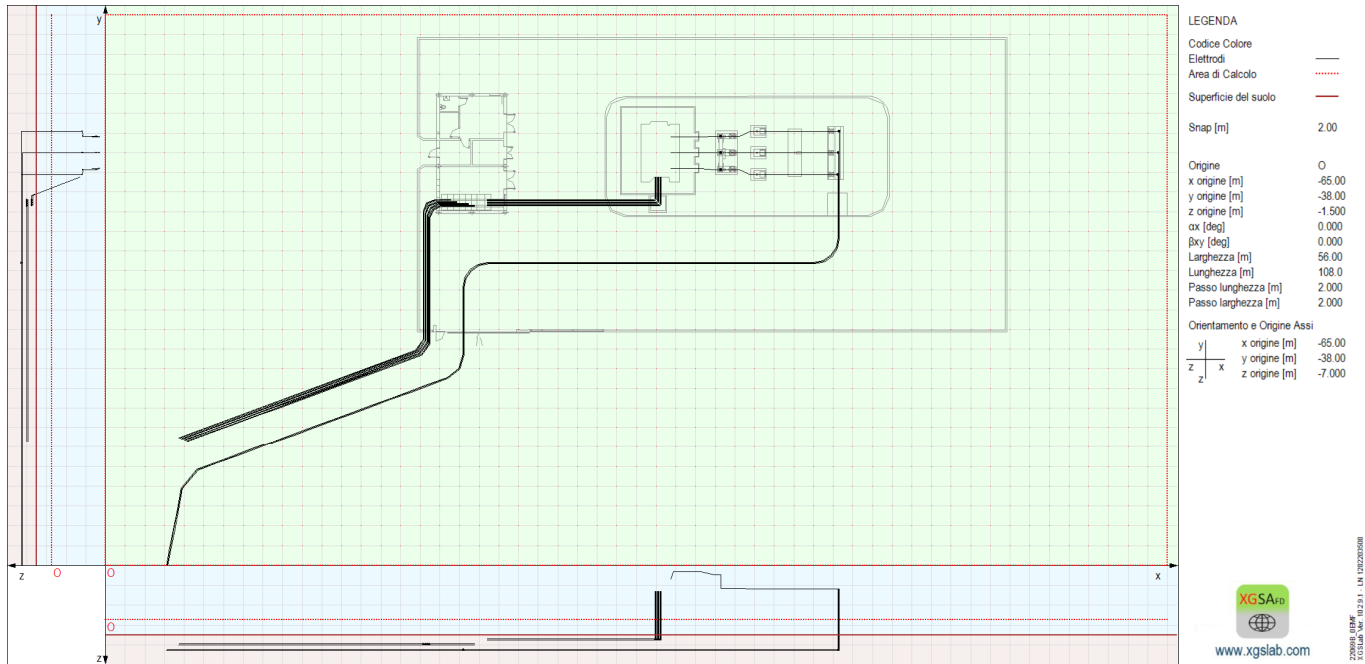 y
z
O
O
x
O
z
LEGENDA
Codice Colore
Elettrodi
Area di Calcolo
Superficie del suolo
Snap [m] 2.00
Origine O
x origine [m] -65.00
y origine [m] -38.00
z origine [m] -1.500
αx [deg] 0.000
βxy [deg] 0.000
Larghezza [m] 56.00
Lunghezza [m] 108.0
Passo lunghezza [m] 2.000
Passo larghezza [m] 2.000
Orientamento e Origine Assi
y x origine [m] -65.00
z x y origine [m] -38.00
z z origine [m] -7.000
XGSAFD
www.xgslab.com